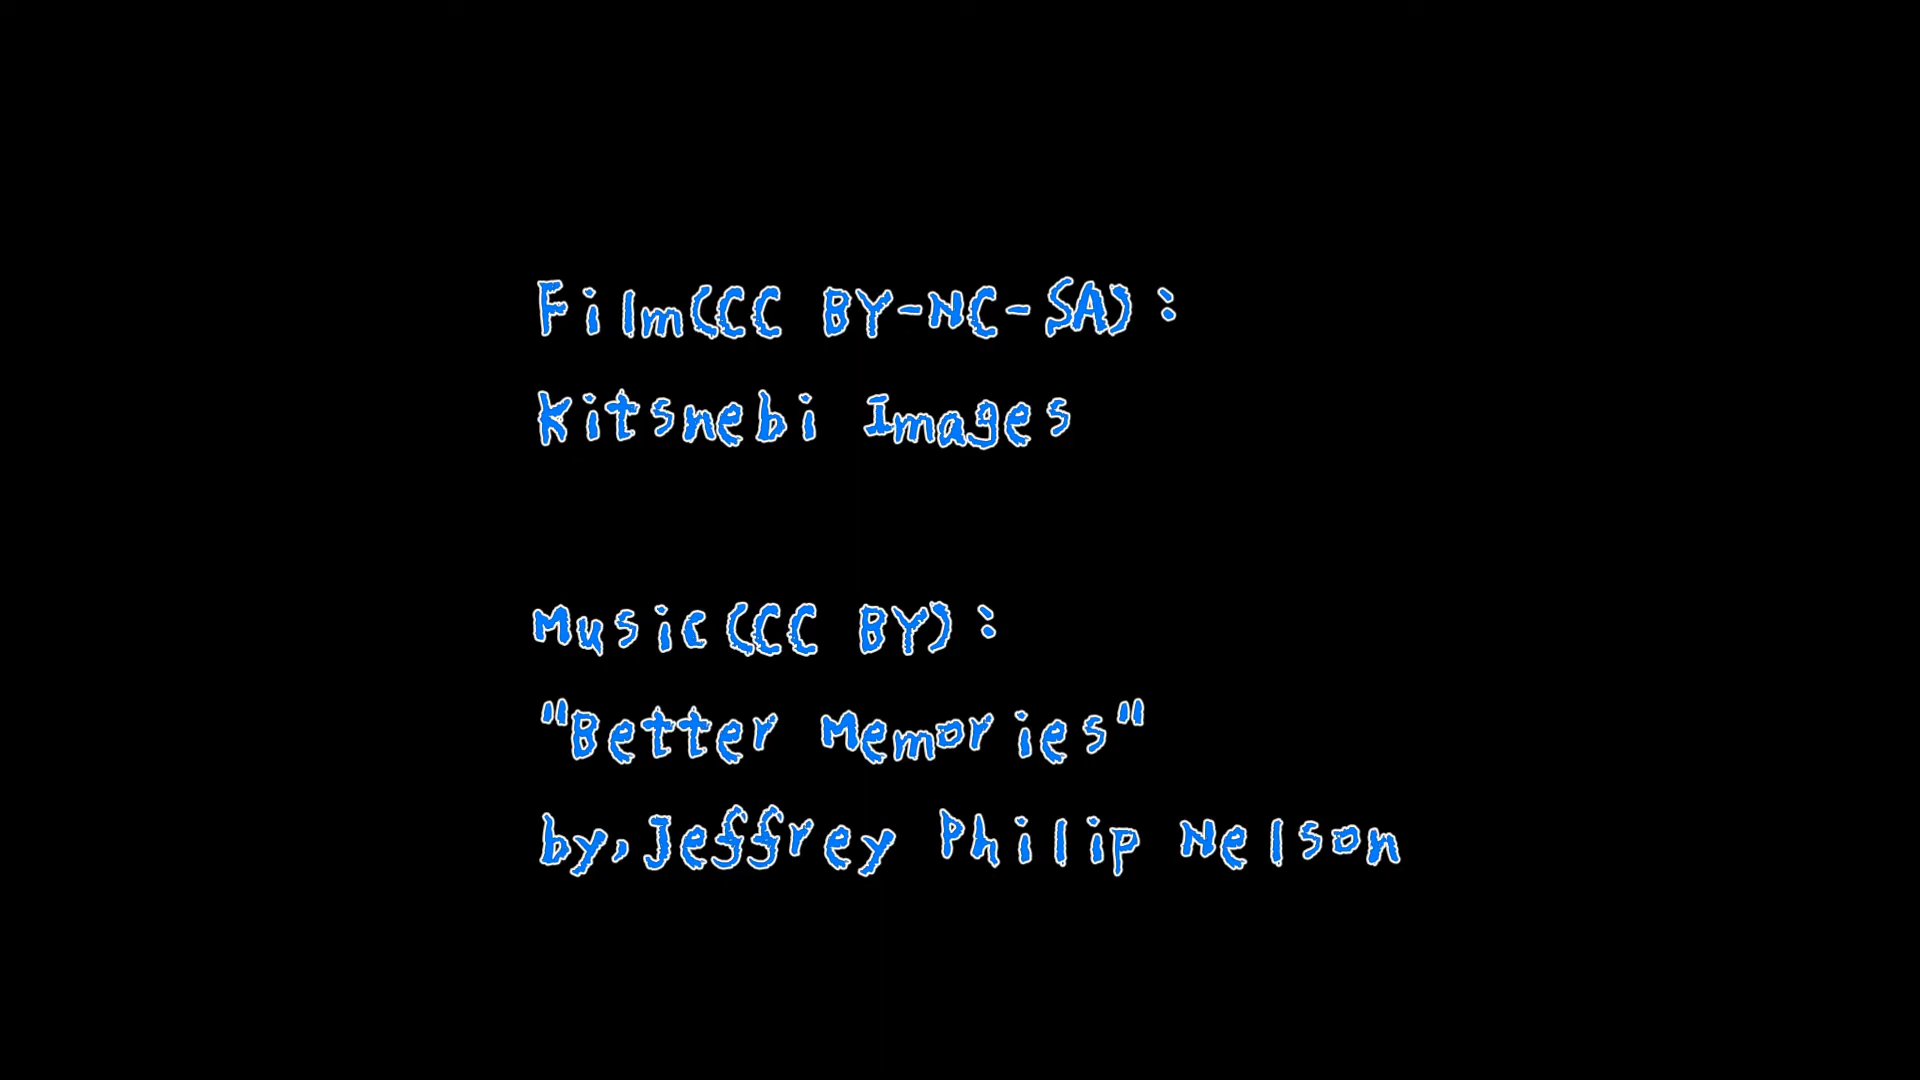 Film(CC BY-NC-SA):
Kitsnebi Images
Music(CC BY):
"Better Memories"
by,Jeffrey Philip Nelson